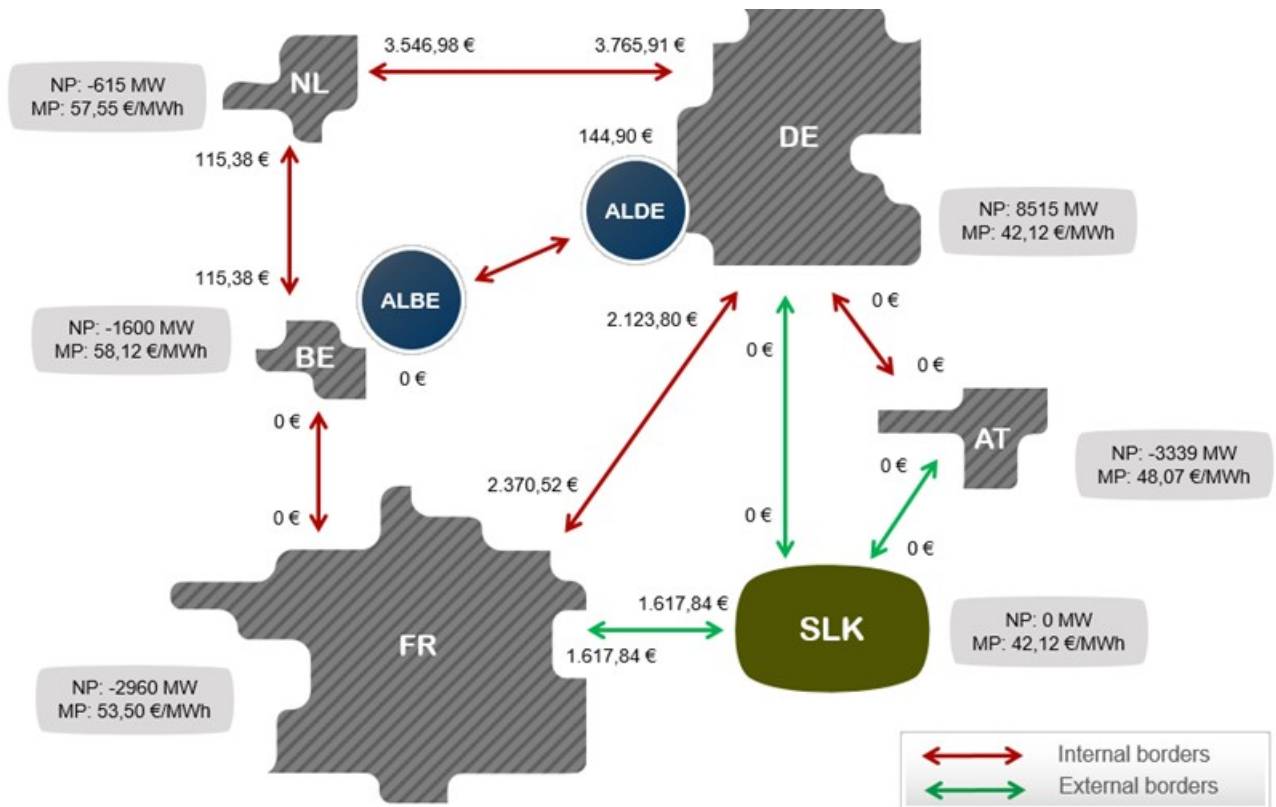 3.546,98 €
3.765,91 €
NL
NP: -615 MW
MP: 57,55 €/MWh
DE
144,90 €
115,38 €
ALDE
NP: 8515 MW
MP: 42,12 €/MWh
115,38 €
ALBE
0 €
2.123,80 €
NP: -1600 MW
MP: 58,12 €/MWh
BE
0 €
0 €
0 €
0 €
AT
NP: -3339 MW
MP: 48,07 €/MWh
0 €
2.370,52 €
0 €
0 €
0 €
1.617,84 €
SLK
NP: 0 MW
MP: 42,12 €/MWh
FR
1.617,84 €
NP: -2960 MW
MP: 53,50 €/MWh
Internal borders
External borders